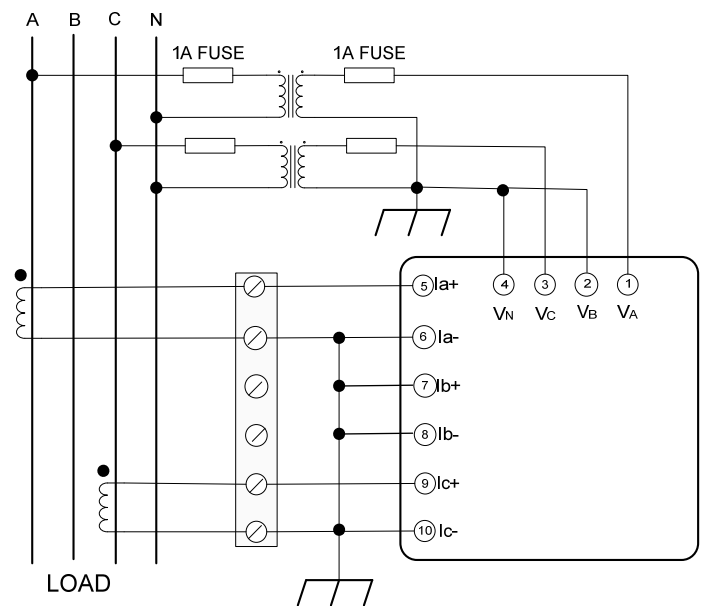 A B C N
1A FUSE 1A FUSE
4 3 2 1
VN VC VB VA
5 Ia+
6 Ia-
7 Ib+
8 Ib-
9 Ic+
10 Ic-
LOAD